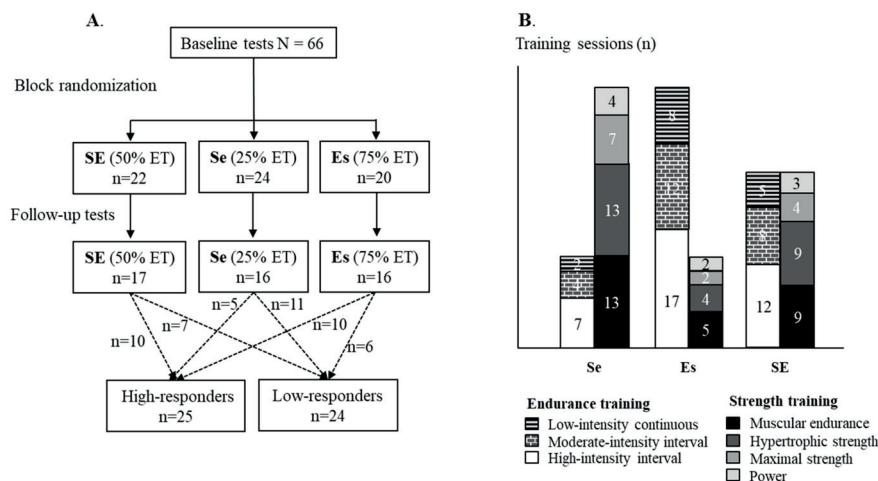 A.
Baseline tests N = 66
Block randomization
SE (50% ET)
n=22
Se (25% ET)
n=24
Es (75% ET)
n=20
Follow-up tests
SE (50% ET)
n=17
Se (25% ET)
n=16
Es (75% ET)
n=16
n=5
n=11
n=7
n=10
n=10
n=6
High-responders
n=25
Low-responders
n=24
B.
Training sessions (n)
4
7
13
13
2
7
8
12
17
2
2
4
5
5
8
12
3
4
9
9
Se
Es
SE
Endurance training
Low-intensity continuous
Moderate-intensity interval
High-intensity interval
Strength training
Muscular endurance
Hypertrophic strength
Maximal strength
Power